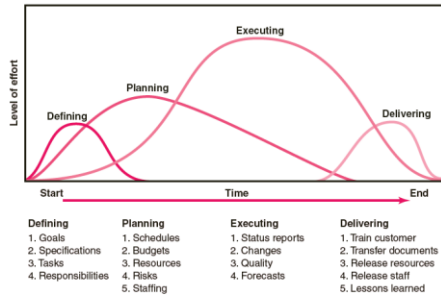 Level of effort
Defining
Planning
Executing
Delivering
Start
Time
End
Defining
1. Goals
2. Specifications
3. Tasks
4. Responsibilities
Planning
1. Schedules
2. Budgets
3. Resources
4. Risks
5. Staffing
Executing
1. Status reports
2. Changes
3. Quality
4. Forecasts
Delivering
1. Train customer
2. Transfer documents
3. Release resources
4. Release staff
5. Lessons learned